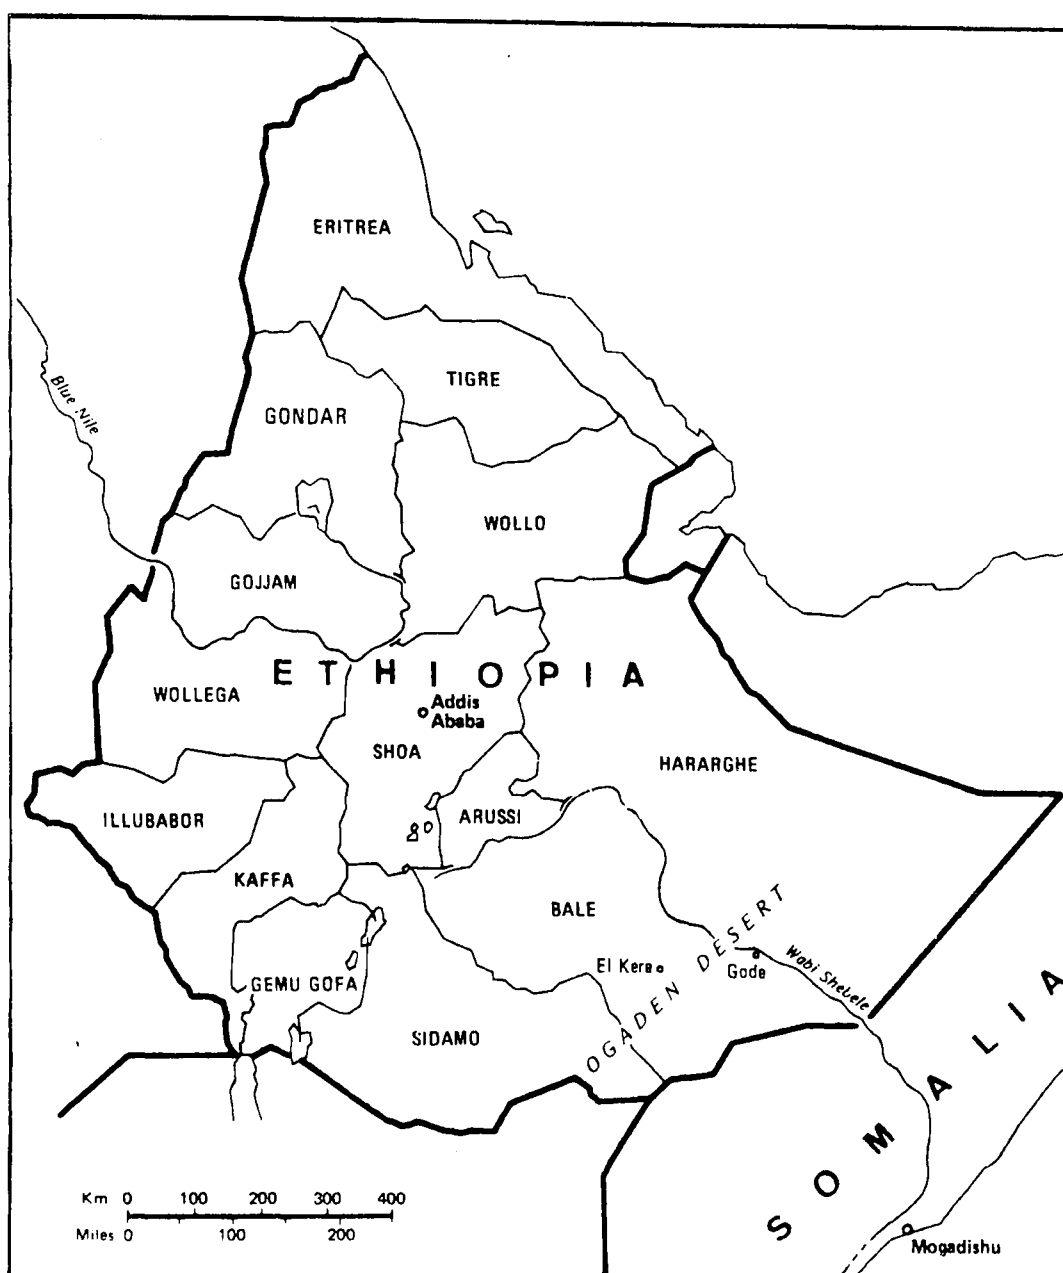 ERITREA
TIGRE
Blue Nile
GONDAR
WOLLO
GOJJAM
ETHIOPIA
WOLLEGA
Addis
Ababa
SHOA
HARARGHE
ILLUBABOR
ARUSSI
KAFFA
BALE
OGADEN DESERT
El Kere
Gode
Wabi Shebele
GEMU GOFA
SIDAMO
SOMALIA
Km 0 100 200 300 400
Miles 0 100 200
Mogadishu